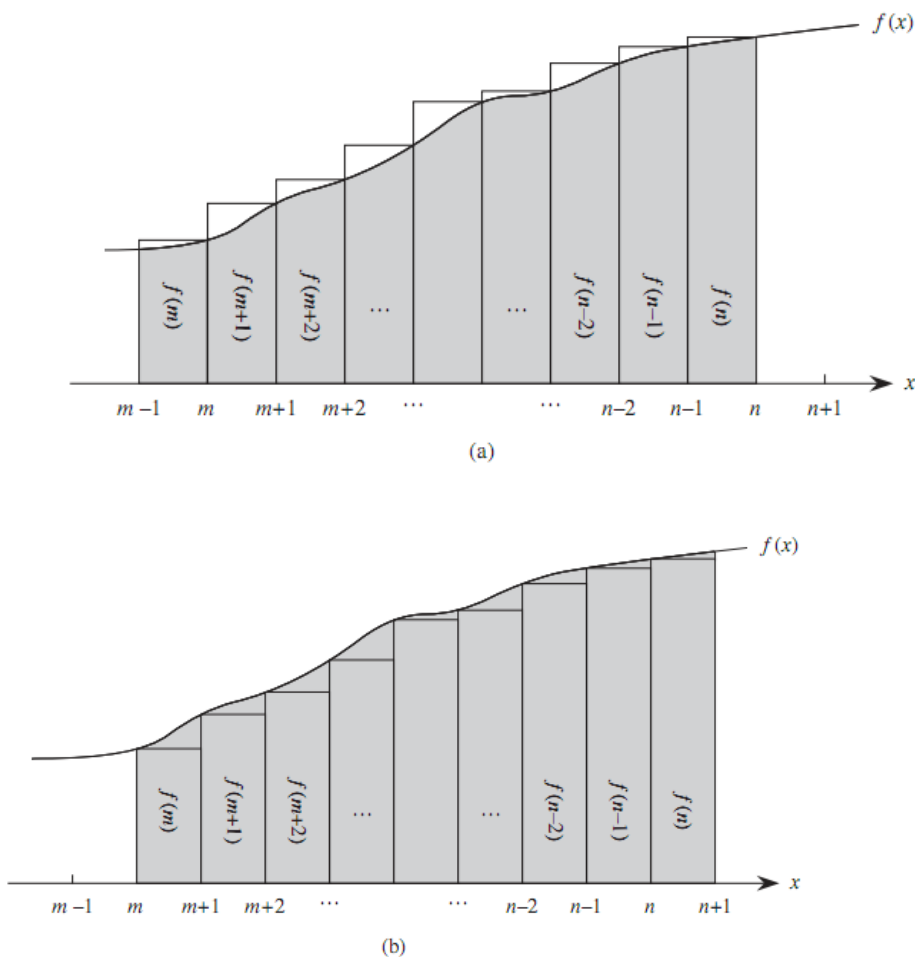 f(x)
f(m) f(m+1) f(m+2) ... ... f(n–2) f(n–1) f(n)
x
m –1 m m+1 m+2 ... ... n–2 n–1 n n+1
(a)
f(x)
f(m) f(m+1) f(m+2) ... ... f(n–2) f(n–1) f(n)
x
m –1 m m+1 m+2 ... ... n–2 n–1 n n+1
(b)